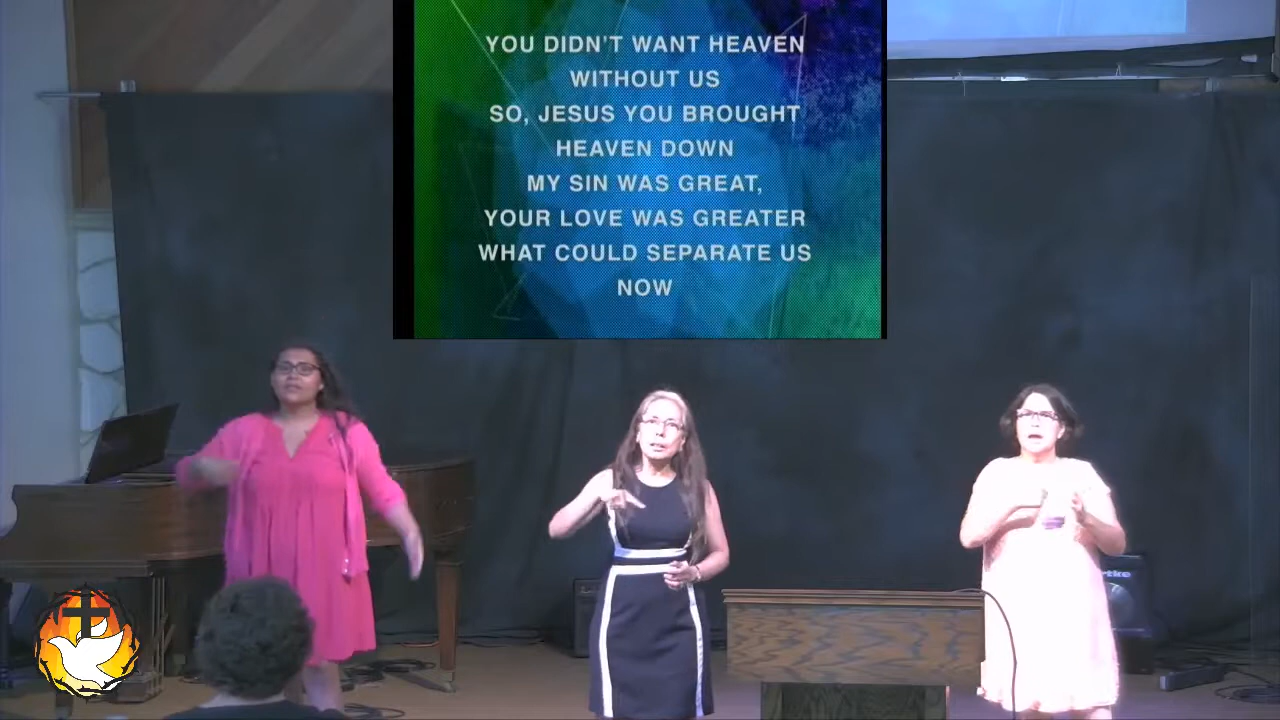 YOU DIDN'T WANT HEAVEN
WITHOUT US
SO, JESUS YOU BROUGHT
HEAVEN DOWN
MY SIN WAS GREAT,
YOUR LOVE WAS GREATER
WHAT COULD SEPARATE US
NOW